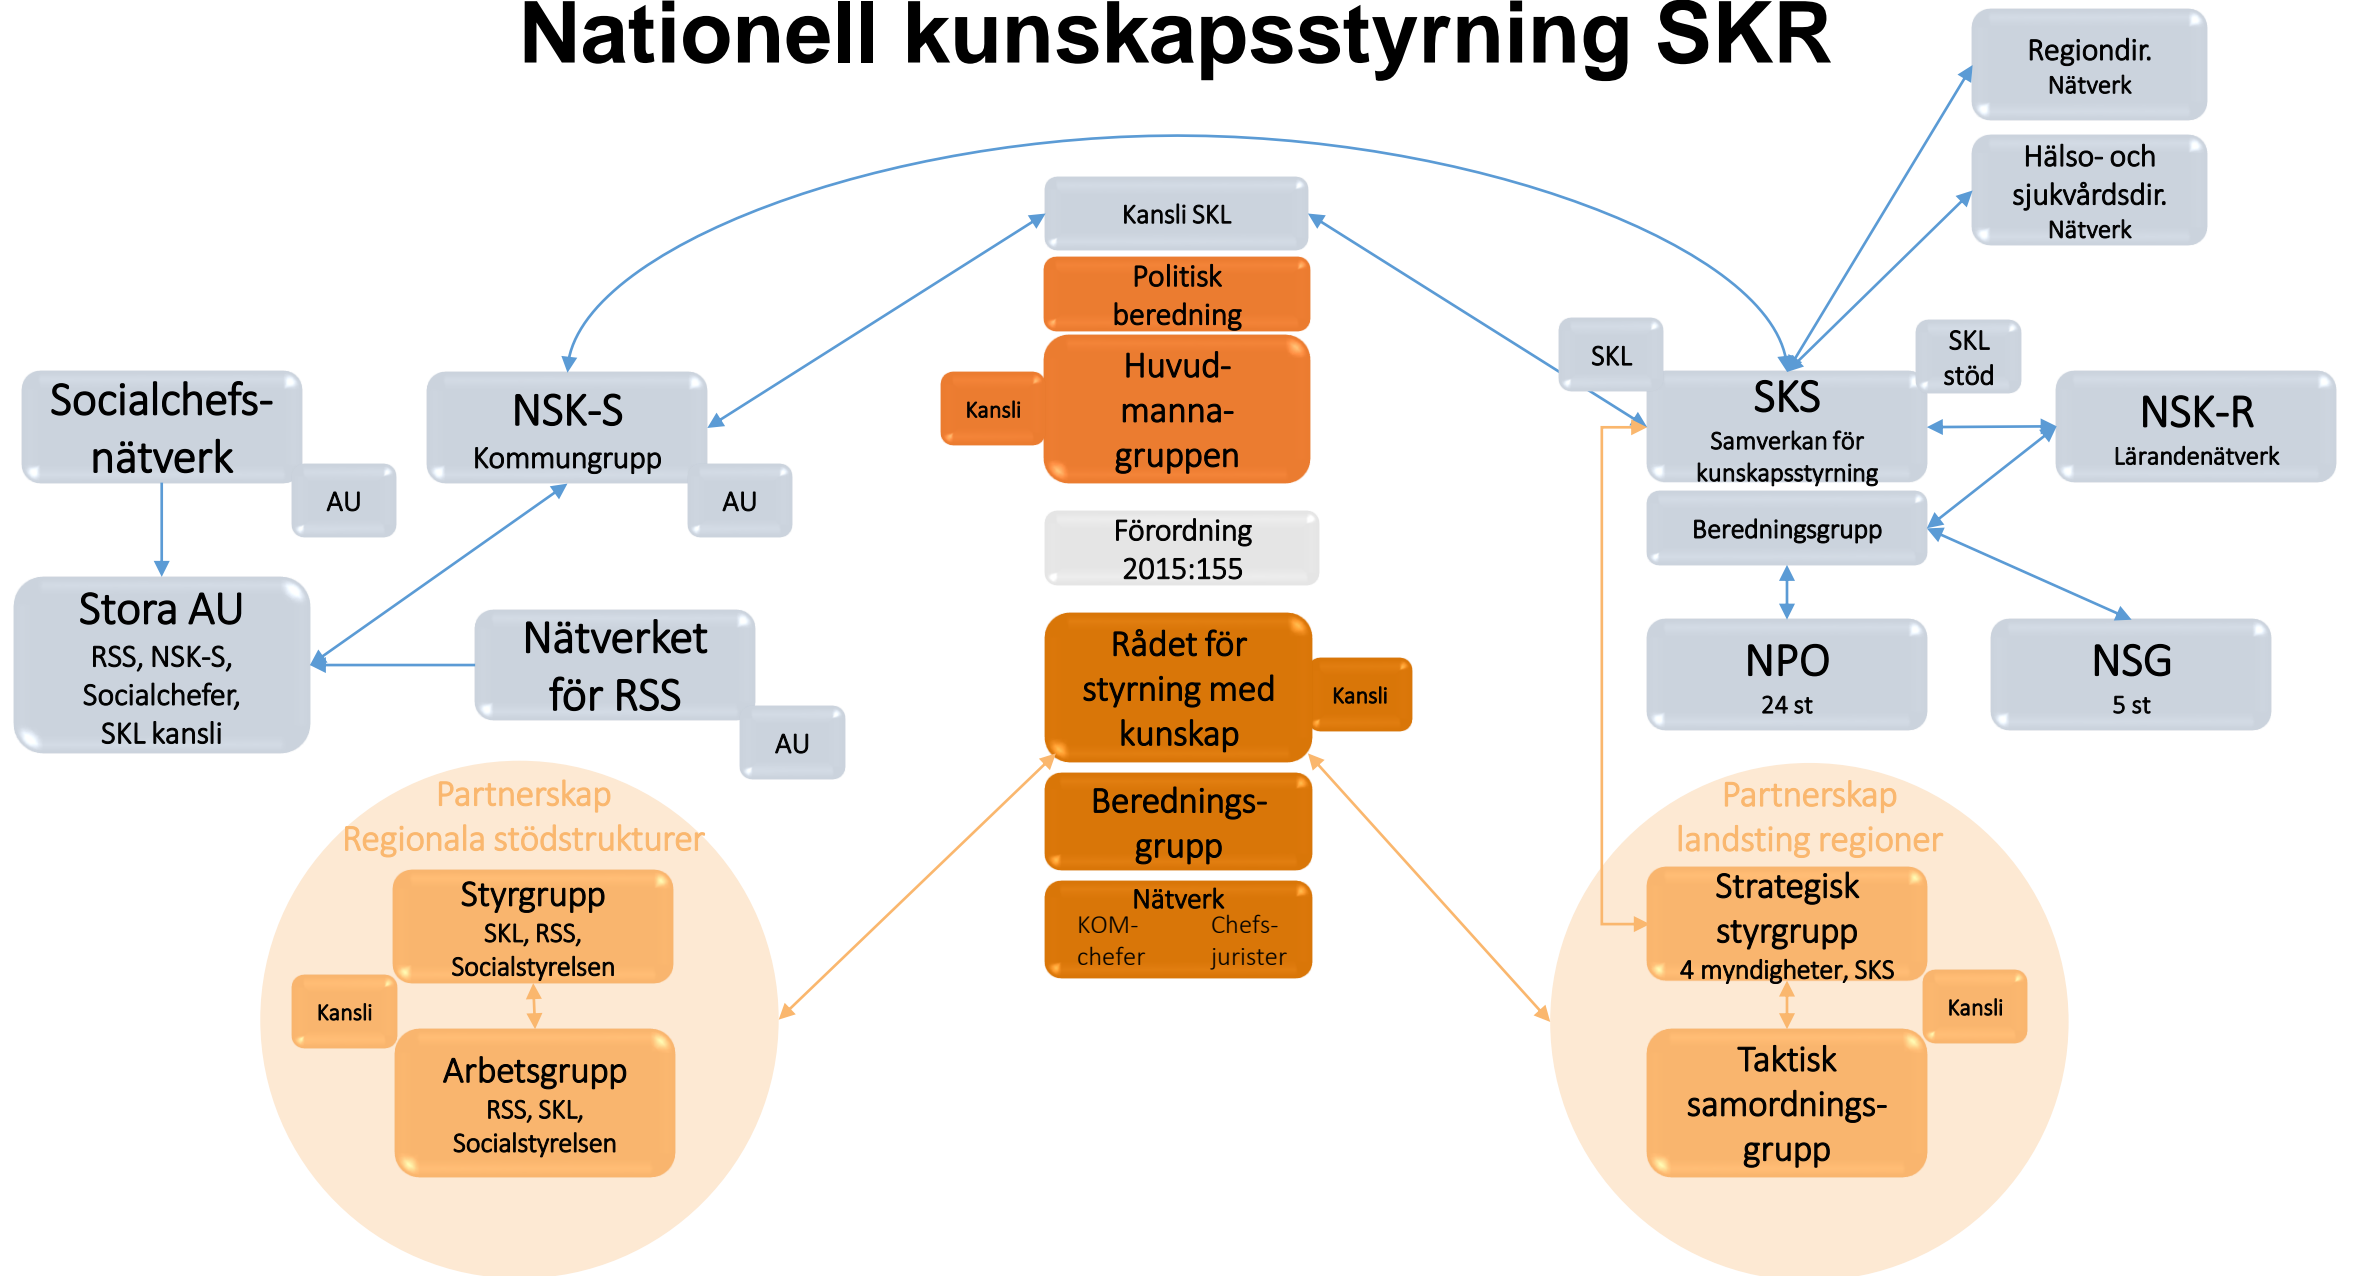 Nationell kunskapsstyrning SKR
Regiondir.
Nätverk
Hälso- och
sjukvårdsdir.
Nätverk
Kansli SKL
Politisk
beredning
Huvud-
manna-
gruppen
Kansli
Förordning
2015:155
Socialchefs-
nätverk
AU
NSK-S
Kommungrupp
AU
Stora AU
RSS, NSK-S,
Socialchefer,
SKL kansli
Nätverket
för RSS
AU
SKL
SKL
stöd
SKS
Samverkan för
kunskapsstyrning
NSK-R
Lärandenätverk
Beredningsgrupp
NPO
24 st
NSG
5 st
Rådet för
styrning med
kunskap
Kansli
Berednings-
grupp
Nätverk
KOM-
chefer
Chefs-
jurister
Partnerskap
Regionala stödstrukturer
Styrgrupp
SKL, RSS,
Socialstyrelsen
Kansli
Arbetsgrupp
RSS, SKL,
Socialstyrelsen
Partnerskap
landsting regioner
Strategisk
styrgrupp
4 myndigheter, SKS
Kansli
Taktisk
samordnings-
grupp